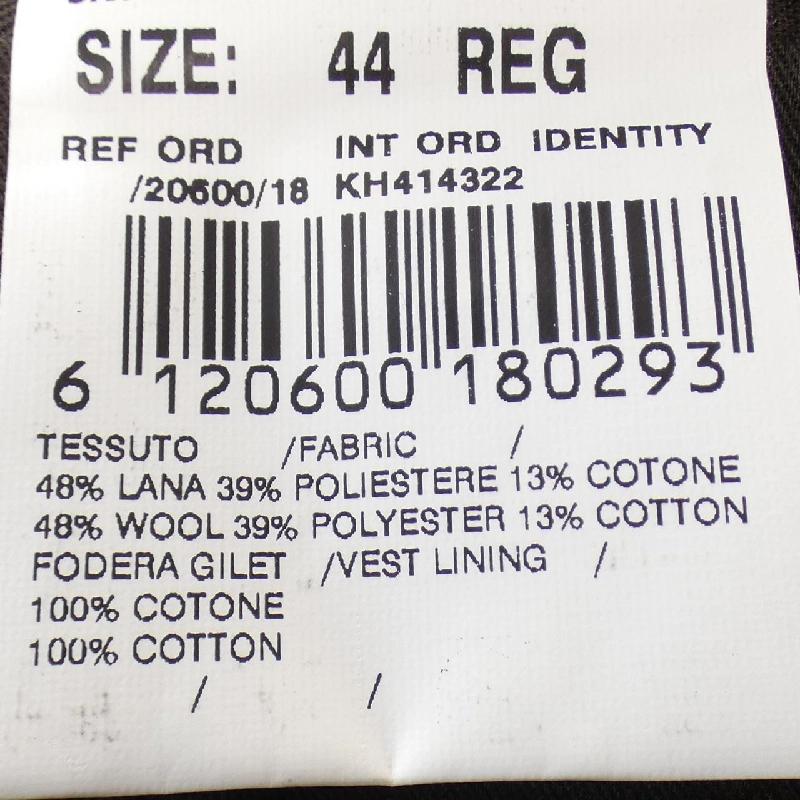 SIZE: 44 REG
REF ORD INT ORD IDENTITY
/20600/18 KH414322
6 120600 180293
TESSUTO /FABRIC /
48% LANA 39% POLIESTERE 13% COTONE
48% WOOL 39% POLYESTER 13% COTTON
FODERA GILET /VEST LINING /
100% COTONE
100% COTTON
/ /